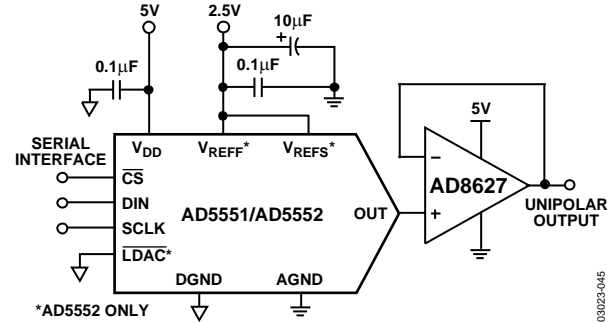 5V
2.5V
10µF
+
0.1µF
0.1µF
5V
SERIAL
INTERFACE
VDD
VREFF*
VREFS*
CS
DIN
SCLK
LDAC*
AD5551/AD5552
OUT
DGND
AGND
−
+
AD8627
UNIPOLAR
OUTPUT
*AD5552 ONLY
03023-045